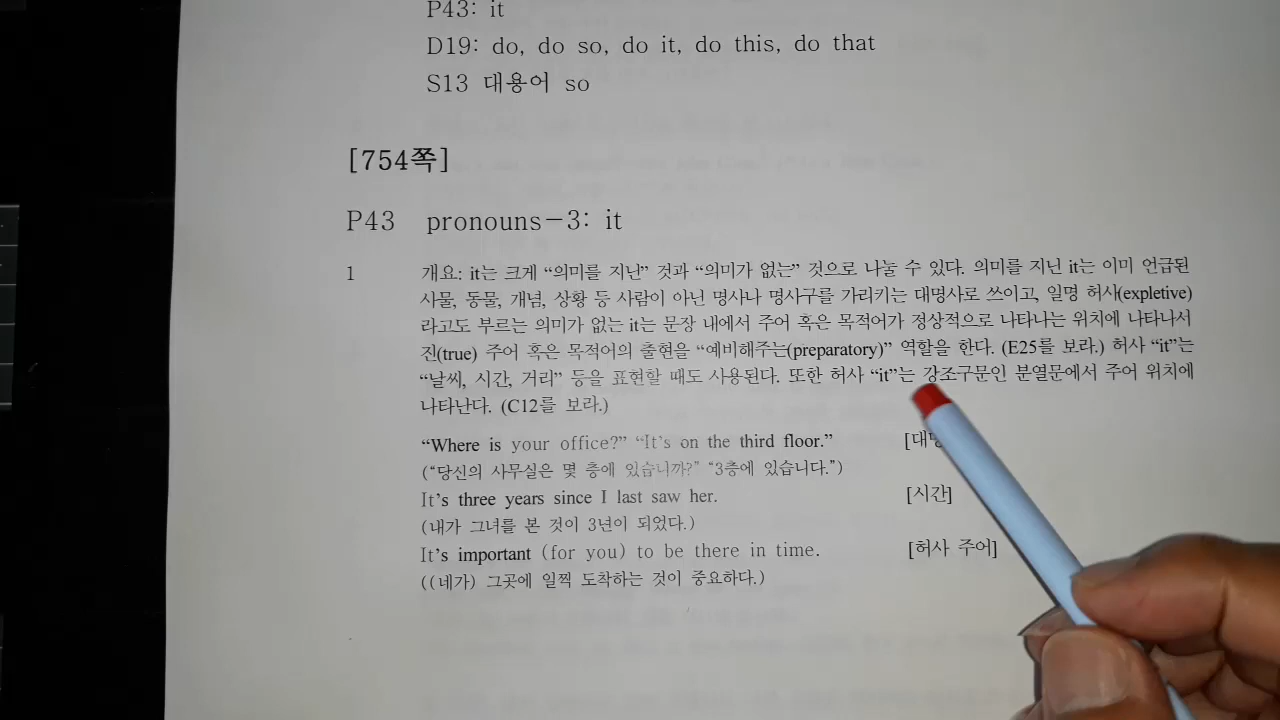 P43: it
D19: do, do so, do it, do this, do that
S13 대용어 so
[754쪽]
P43 pronouns-3: it
1 개요: it는 크게 “의미를 지닌” 것과 “의미가 없는” 것으로 나눌 수 있다. 의미를 지닌 it는 이미 언급된
사물, 동물, 개념, 상황 등 사람이 아닌 명사나 명사구를 가리키는 대명사로 쓰이고, 일명 허사(expletive)
라고도 부르는 의미가 없는 it는 문장 내에서 주어 혹은 목적어가 정상적으로 나타나는 위치에 나타나서
진(true) 주어 혹은 목적어의 출현을 “예비해주는(preparatory)” 역할을 한다. (E25를 보라.) 허사 “it”는
“날씨, 시간, 거리” 등을 표현할 때도 사용된다. 또한 허사 “it”는 강조구문인 분열문에서 주어 위치에
나타난다. (C12를 보라.)
“Where is your office?” “It’s on the third floor.” [대명
(“당신의 사무실은 몇 층에 있습니까?” “3층에 있습니다.”)
It’s three years since I last saw her. [시간]
(내가 그녀를 본 것이 3년이 되었다.)
It’s important (for you) to be there in time. [허사 주어]
((네가) 그곳에 일찍 도착하는 것이 중요하다.)